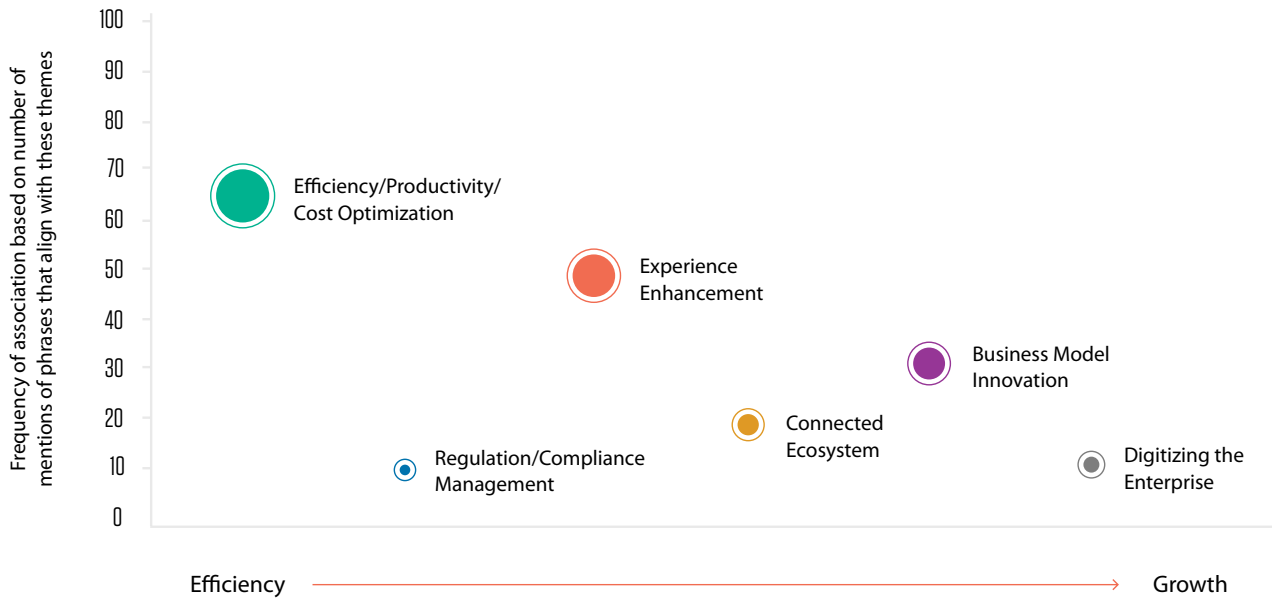 Frequency of association based on number of
mentions of phrases that align with these themes
100
90
80
70
60
50
40
30
20
10
0
Efficiency/Productivity/
Cost Optimization
Experience
Enhancement
Business Model
Innovation
Connected
Ecosystem
Regulation/Compliance
Management
Digitizing the
Enterprise
Efficiency
Growth